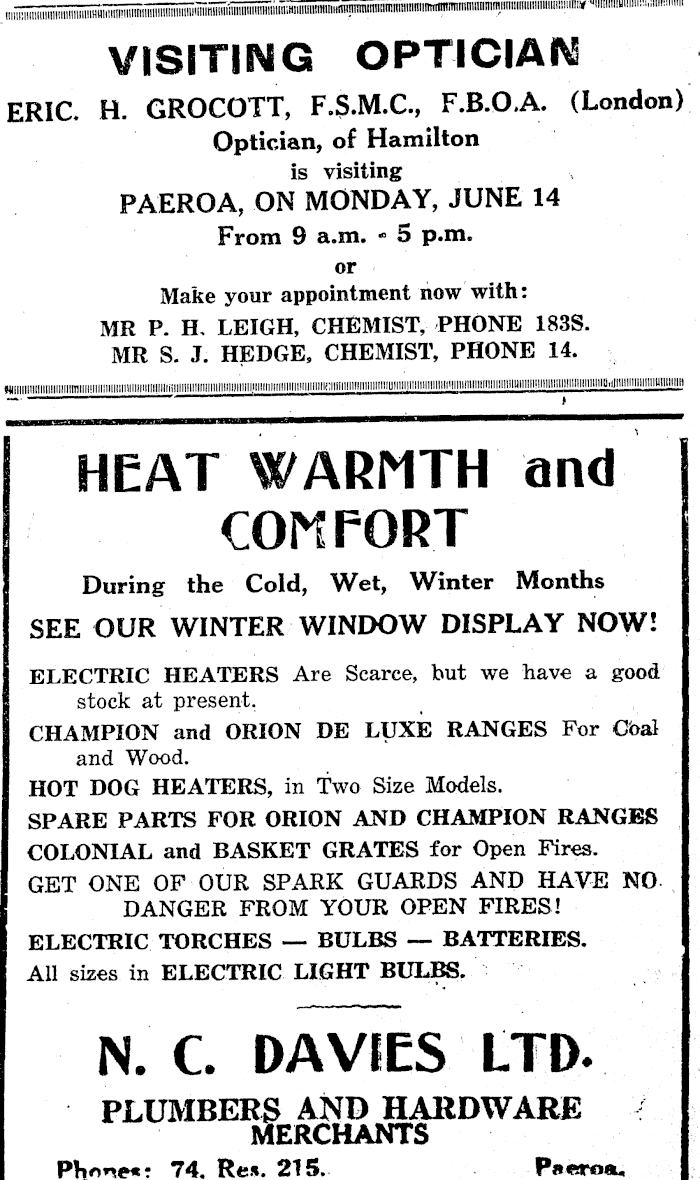 VISITING OPTICIAN
ERIC. H. GROCOTT, F.S.M.C., F.B.O.A. (London)
Optician, of Hamilton
is visiting
PAEROA, ON MONDAY, JUNE 14
From 9 a.m. - 5 p.m.
or
Make your appointment now with:
MR P. H. LEIGH, CHEMIST, PHONE 183S.
MR S. J. HEDGE, CHEMIST, PHONE 14.
HEAT WARMTH and
COMFORT
During the Cold, Wet, Winter Months
SEE OUR WINTER WINDOW DISPLAY NOW!
ELECTRIC HEATERS Are Scarce, but we have a good
stock at present.
CHAMPION and ORION DE LUXE RANGES For Coal
and Wood.
HOT DOG HEATERS, in Two Size Models.
SPARE PARTS FOR ORION AND CHAMPION RANGES
COLONIAL and BASKET GRATES for Open Fires.
GET ONE OF OUR SPARK GUARDS AND HAVE NO
DANGER FROM YOUR OPEN FIRES!
ELECTRIC TORCHES — BULBS — BATTERIES.
All sizes in ELECTRIC LIGHT BULBS.
N. C. DAVIES LTD.
PLUMBERS AND HARDWARE
MERCHANTS
Phones: 74, Res. 215. Paeroa.